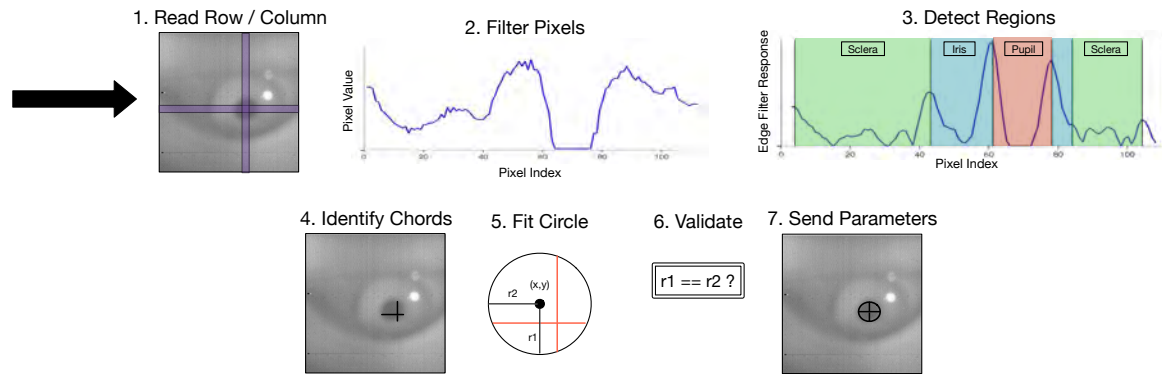 1. Read Row / Column
2. Filter Pixels
3. Detect Regions
Pixel Value
0 20 40 60 80 100
Pixel Index
Edge Filter Response
Sclera Iris Pupil Sclera
0 20 40 60 80 100
Pixel Index
4. Identify Chords
5. Fit Circle
6. Validate
7. Send Parameters
(x,y)
r2
r1
r1 == r2 ?